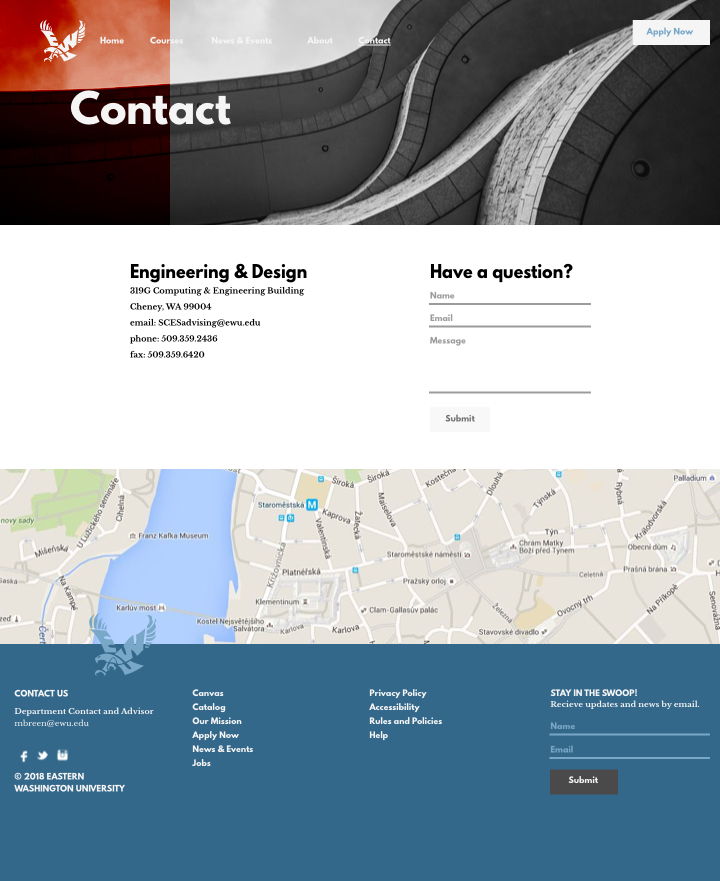 Home Courses News & Events About Contact
Apply Now
Contact
Engineering & Design
319G Computing & Engineering Building
Cheney, WA 99004
email: SCESadvising@ewu.edu
phone: 509.359.2436
fax: 509.359.6420
Have a question?
Name
Email
Message
Submit
Široká
Široká
Kostečná
Dlouhá
Palladium
U Lužického semináře
Cihelná
Staroměstská
M
Kaprova
Žatecká
Maiselova
Týnská
Rybná
Králodvorská
novy sady
Míšeňská
Franz Kafka Museum
Valentinská
Křížovnická
Staroměstské náměstí
Týn
Chrám Matky
Boží před Týnem
Obecní dům
Saska
Na Kampě
Platnéřská
Pražský orloj
Celetná
Prašná brána
Karlův most
Klementinum
Clam-Gallasův palác
Železná
Ovocný trh
Na Příkopě
Senovážná
Kostel Nejsvětějšího
Salvátora
Karlova
Karlova
Stavovské divadlo
CONTACT US
Department Contact and Advisor
mbreen@ewu.edu
© 2018 EASTERN
WASHINGTON UNIVERSITY
Canvas
Catalog
Our Mission
Apply Now
News & Events
Jobs
Privacy Policy
Accessibility
Rules and Policies
Help
STAY IN THE SWOOP!
Recieve updates and news by email.
Name
Email
Submit